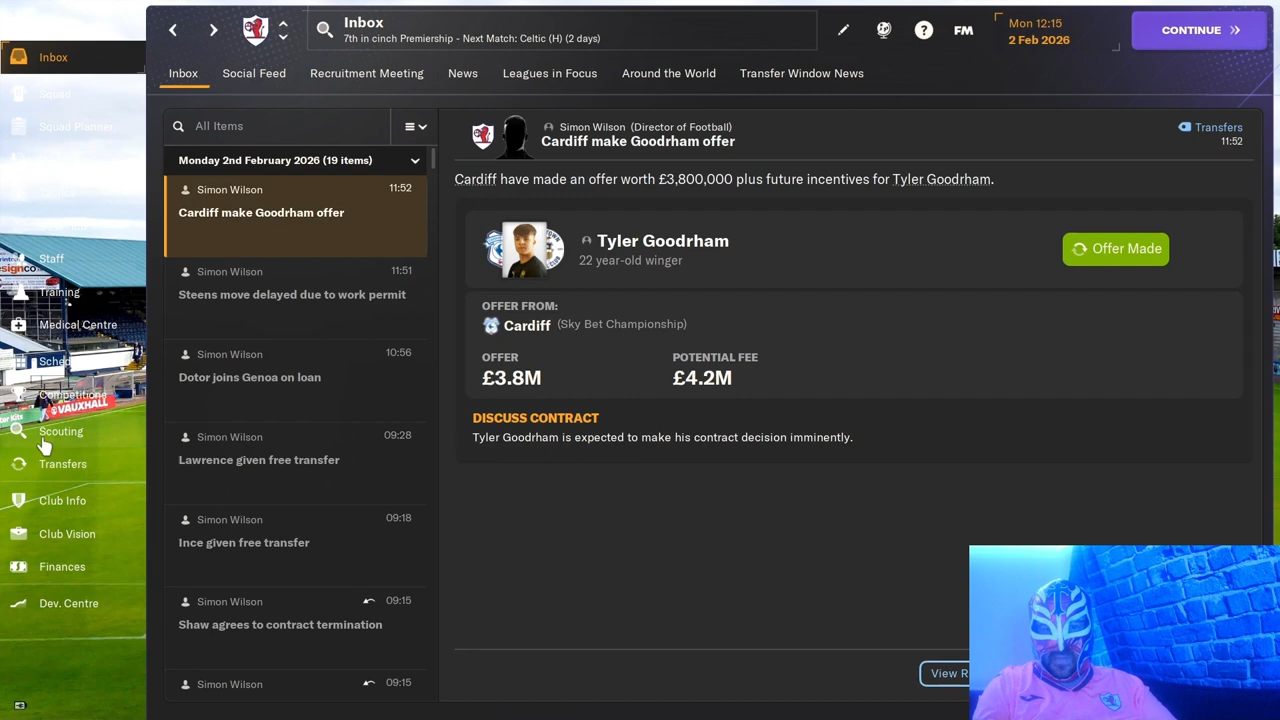 Inbox
7th in cinch Premiership - Next Match: Celtic (H) (2 days)
FM
Mon 12:15
2 Feb 2026
CONTINUE
Inbox
Social Feed
Recruitment Meeting
News
Leagues in Focus
Around the World
Transfer Window News
Inbox
Squad
Squad Planner
Staff
Training
Medical Centre
Sched
Competitions
Scouting
Transfers
Club Info
Club Vision
Finances
Dev. Centre
VAUXHALL
All Items
Monday 2nd February 2026 (19 items)
Simon Wilson 11:52
Cardiff make Goodrham offer
Simon Wilson 11:51
Steens move delayed due to work permit
Simon Wilson 10:56
Dotor joins Genoa on loan
Simon Wilson 09:28
Lawrence given free transfer
Simon Wilson 09:18
Ince given free transfer
Simon Wilson 09:15
Shaw agrees to contract termination
Simon Wilson 09:15
Simon Wilson (Director of Football)
Cardiff make Goodrham offer
Transfers
11:52
Cardiff have made an offer worth £3,800,000 plus future incentives for Tyler Goodrham.
Tyler Goodrham
22 year-old winger
Offer Made
OFFER FROM:
Cardiff (Sky Bet Championship)
OFFER POTENTIAL FEE
£3.8M £4.2M
DISCUSS CONTRACT
Tyler Goodrham is expected to make his contract decision imminently.
View R